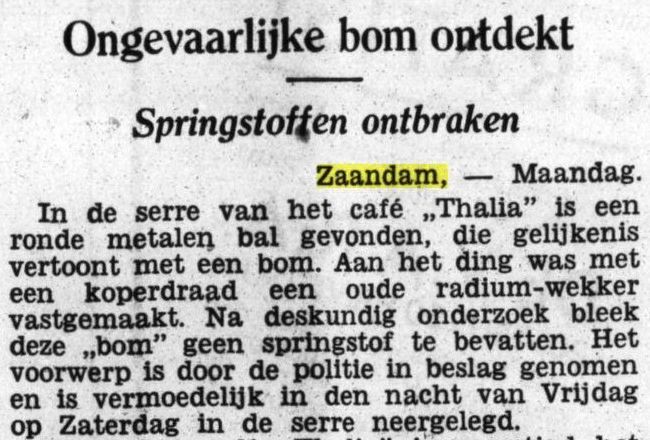 Ongevaarlijke bom ontdekt
Springstoffen ontbraken
Zaandam, — Maandag.
In de serre van het café „Thalia” is een
ronde metalen bal gevonden, die gelijkenis
vertoont met een bom. Aan het ding was met
een koperdraad een oude radium-wekker
vastgemaakt. Na deskundig onderzoek bleek
deze „bom” geen springstof te bevatten. Het
voorwerp is door de politie in beslag genomen
en is vermoedelijk in den nacht van Vrijdag
op Zaterdag in de serre neergelegd.